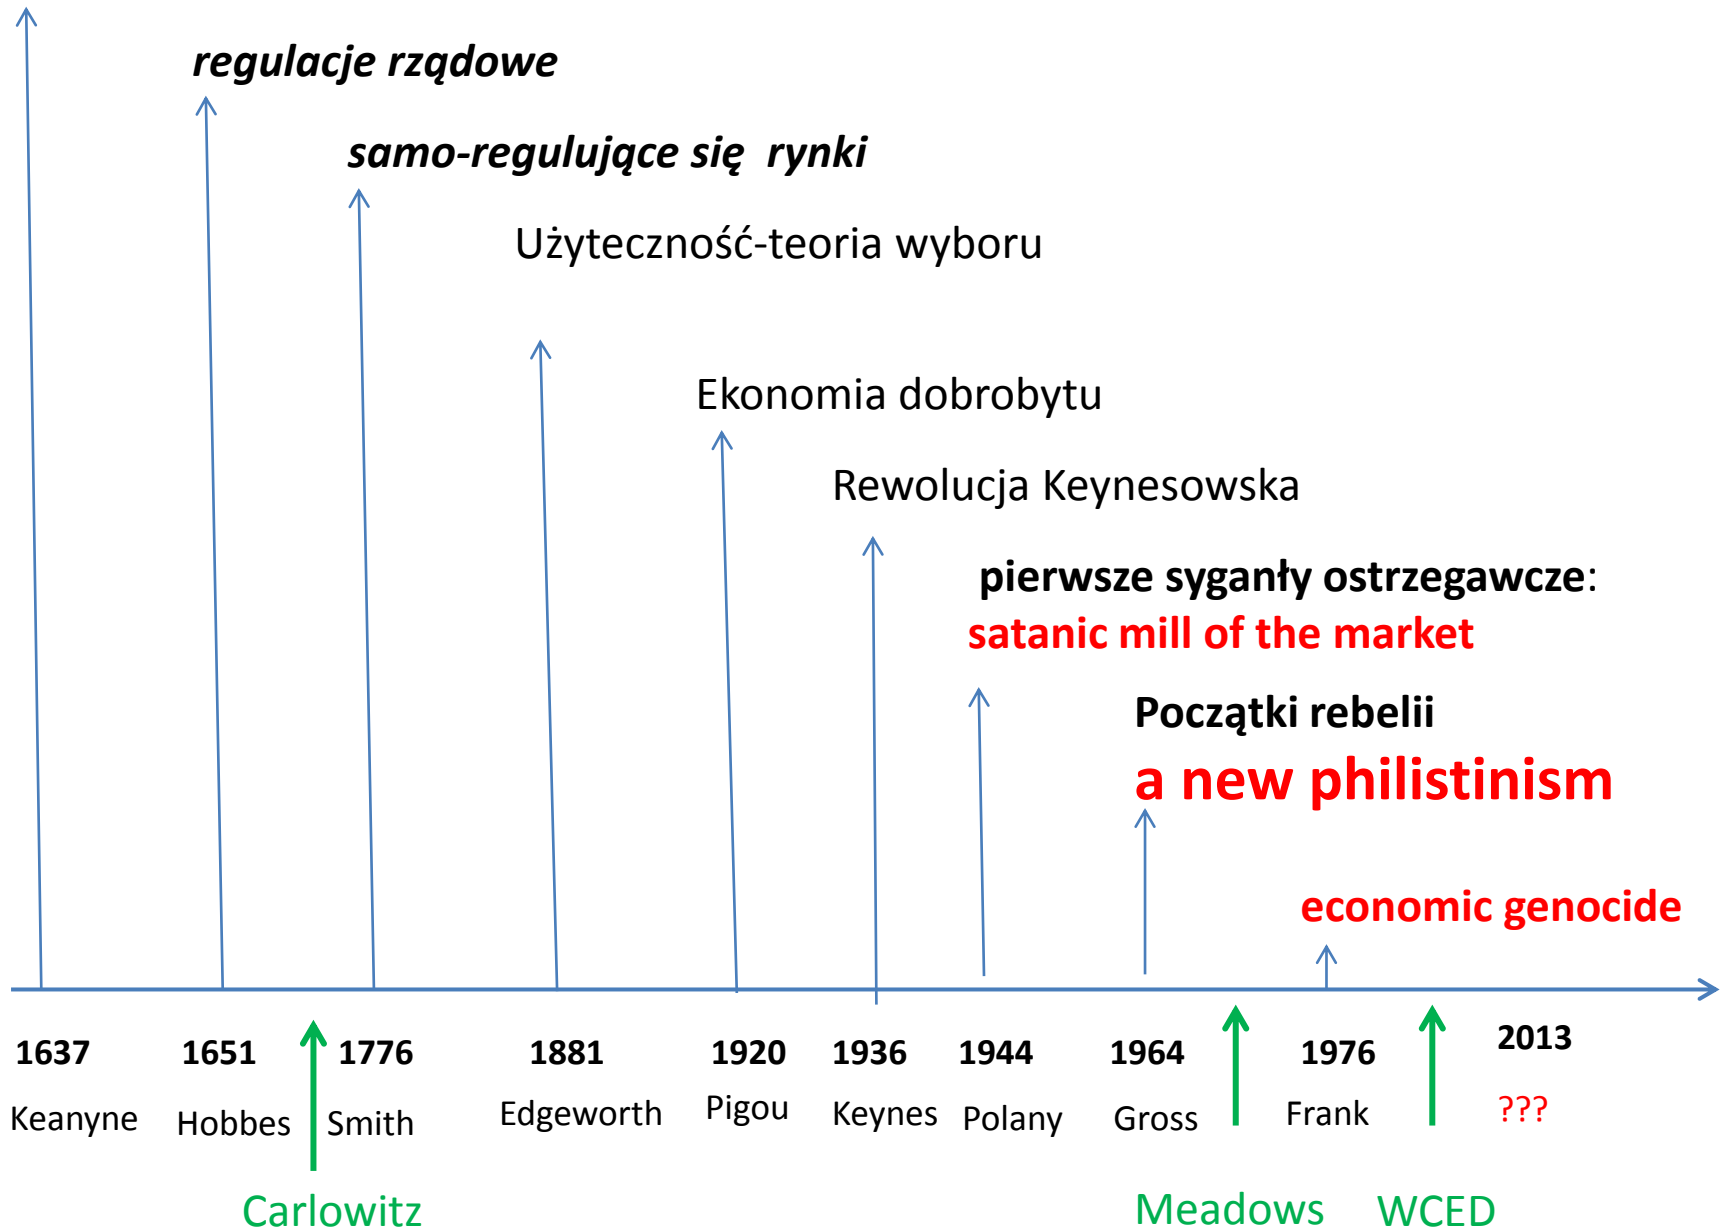 regulacje rządowe
samo-regulujące się rynki
Użyteczność-teoria wyboru
Ekonomia dobrobytu
Rewolucja Keynesowska
pierwsze syganły ostrzegawcze:
satanic mill of the market
Początki rebelii
a new philistinism
economic genocide
1637 1651 1776 1881 1920 1936 1944 1964 1976 2013
Keanyne Hobbes Smith Edgeworth Pigou Keynes Polany Gross Frank ???
Carlowitz Meadows WCED